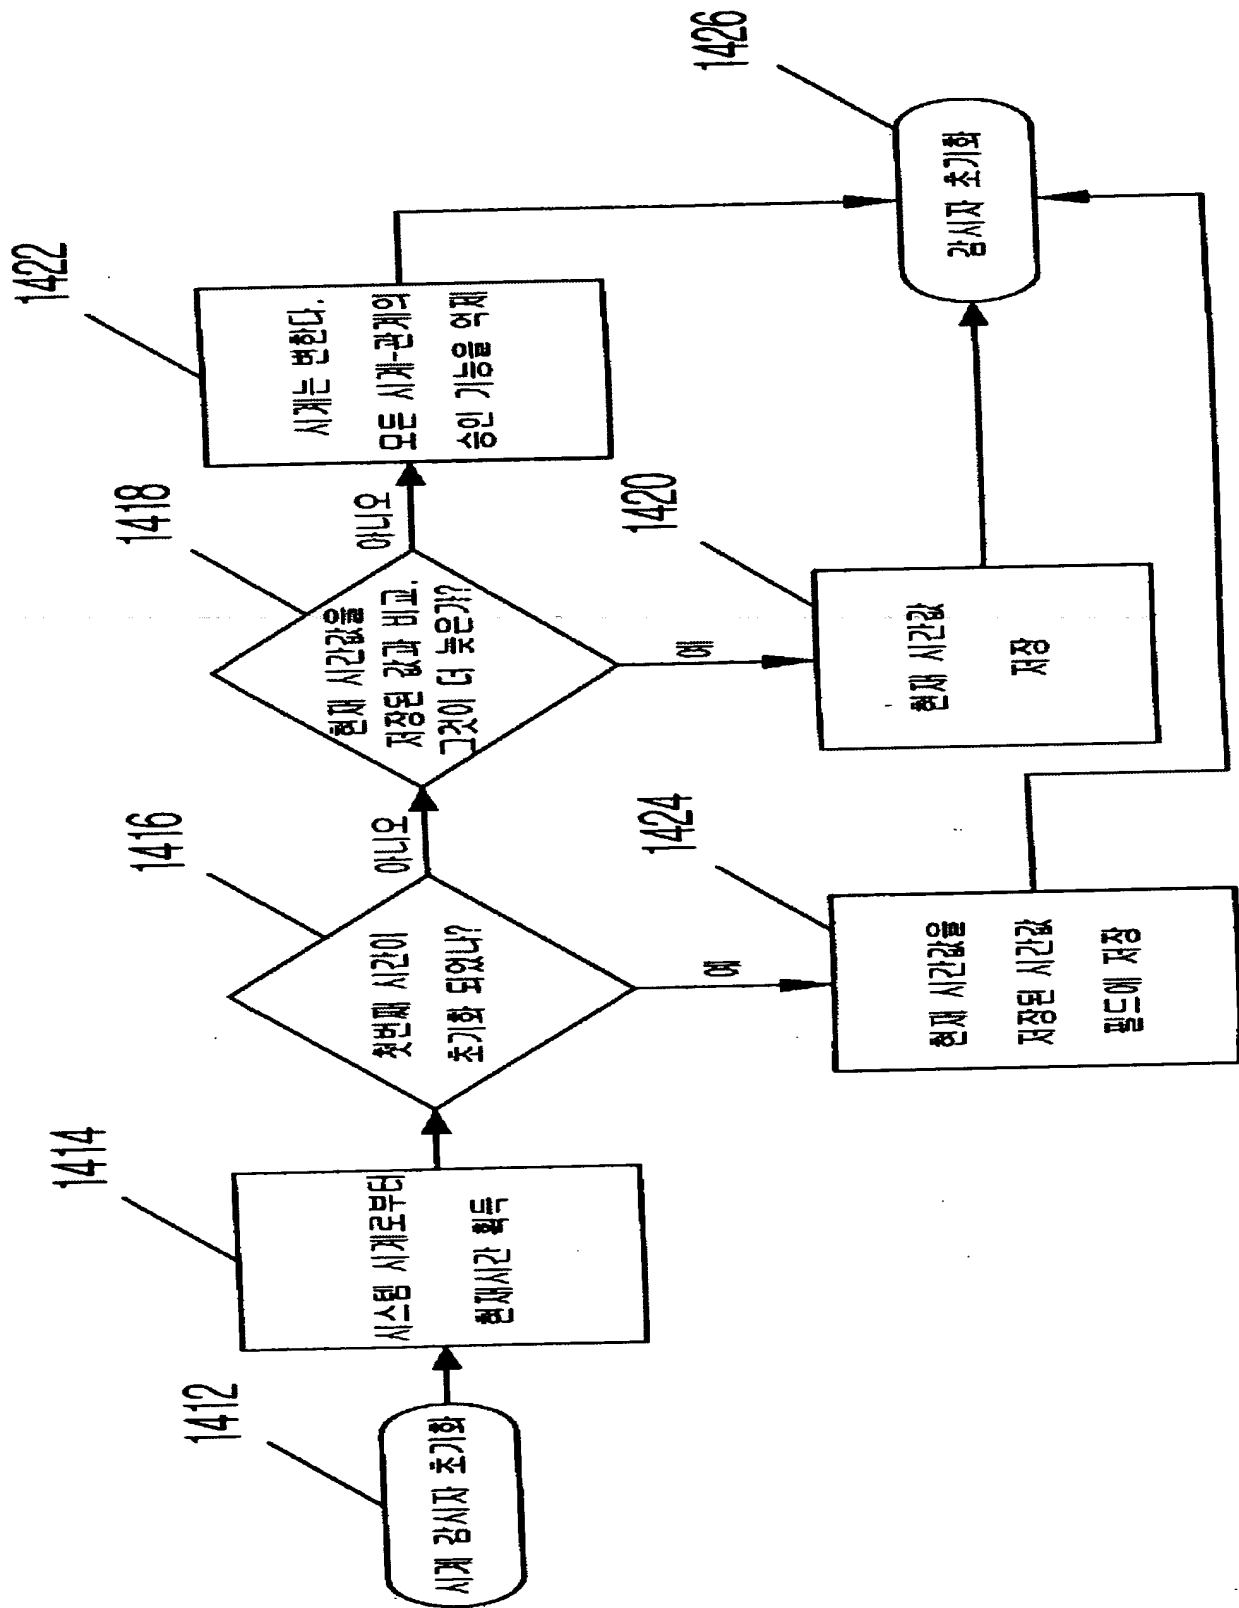 1412
시계 감시자 초기화
1414
시스템 시계로부터
현재시간 획득
1416
첫번째 시간이
초기화 되었나?
아니오
예
1418
현재 시간값을
저장된 값과 비교.
그것이 더 늦은가?
아니오
예
1422
시계는 변한다.
모든 시계-관계의
승인 기능을 동작
1424
현재 시간값을
저장된 시간값
필드에 저장
1420
현재 시간값
저장
1426
감시자 초기화